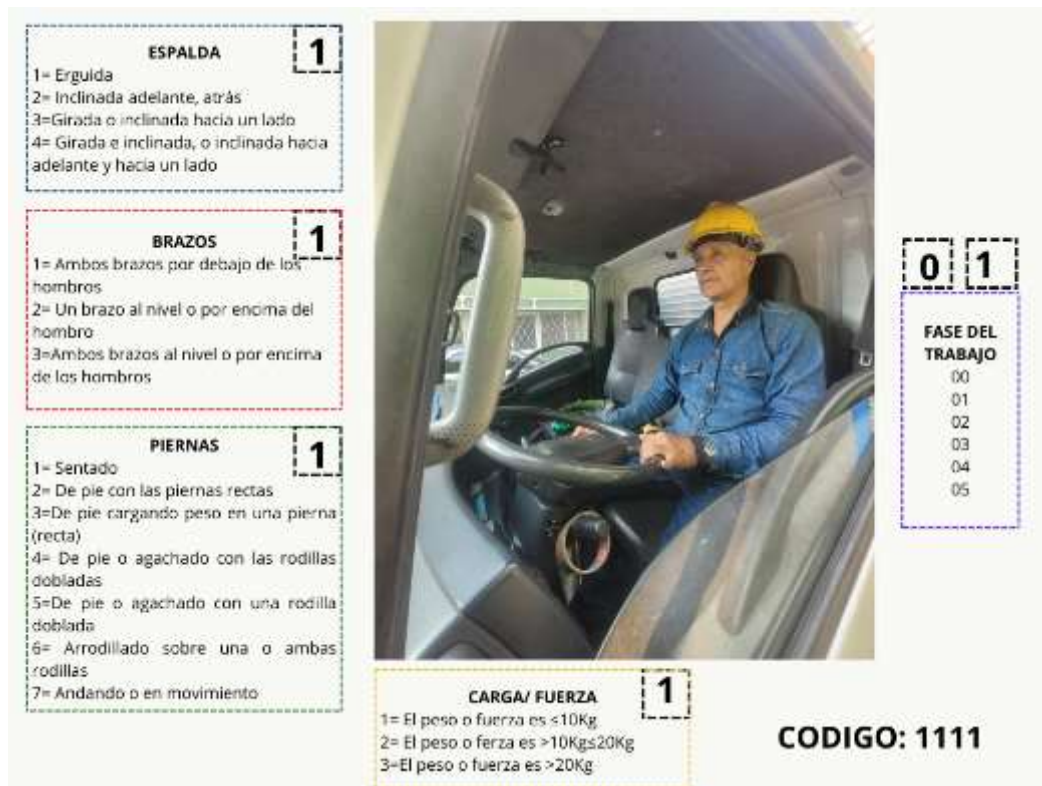 ESPALDA
1
1= Erguida
2= Inclinada adelante, atrás
3=Girada o inclinada hacia un lado
4= Girada e inclinada, o inclinada hacia
adelante y hacia un lado
BRAZOS
1
1= Ambos brazos por debajo de los
hombros
2= Un brazo al nivel o por encima del
hombro
3=Ambos brazos al nivel o por encima
de los hombros
PIERNAS
1
1= Sentado
2= De pie con las piernas rectas
3=De pie cargando peso en una pierna
(recta)
4= De pie o agachado con las rodillas
dobladas
5=De pie o agachado con una rodilla
doblada
6= Arrodillado sobre una o ambas
rodillas
7= Andando o en movimiento
CARGA/ FUERZA
1
1= El peso o fuerza es ≤10Kg
2= El peso o ferza es >10Kg≤20Kg
3=El peso o fuerza es >20Kg
0 1
FASE DEL
TRABAJO
00
01
02
03
04
05
CODIGO: 1111